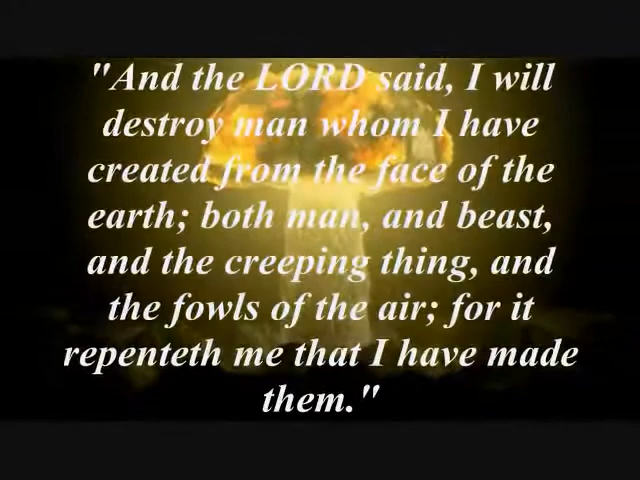 "And the LORD said, I will
destroy man whom I have
created from the face of the
earth; both man, and beast,
and the creeping thing, and
the fowls of the air; for it
repenteth me that I have made
them."